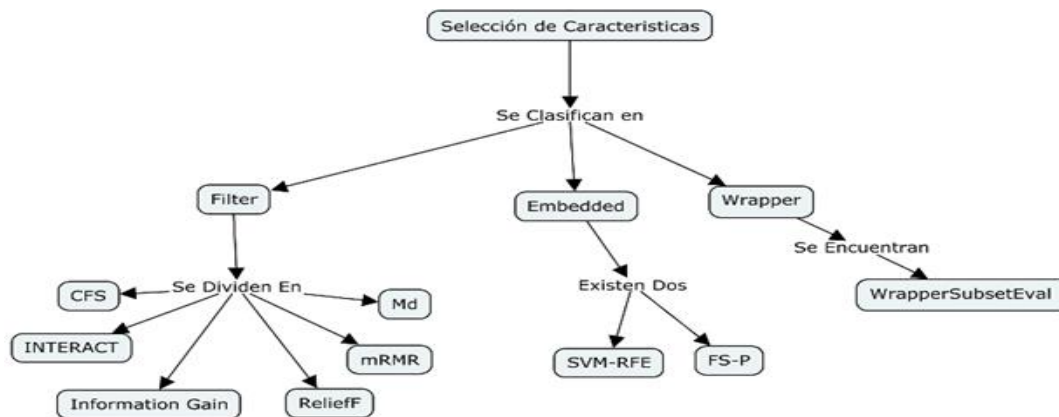 Selección de Caracteristicas
Se Clasifican en
Filter
Embedded
Wrapper
Se Encuentran
WrapperSubsetEval
Se Dividen En
CFS
Md
INTERACT
mRMR
Information Gain
ReliefF
Existen Dos
SVM-RFE
FS-P